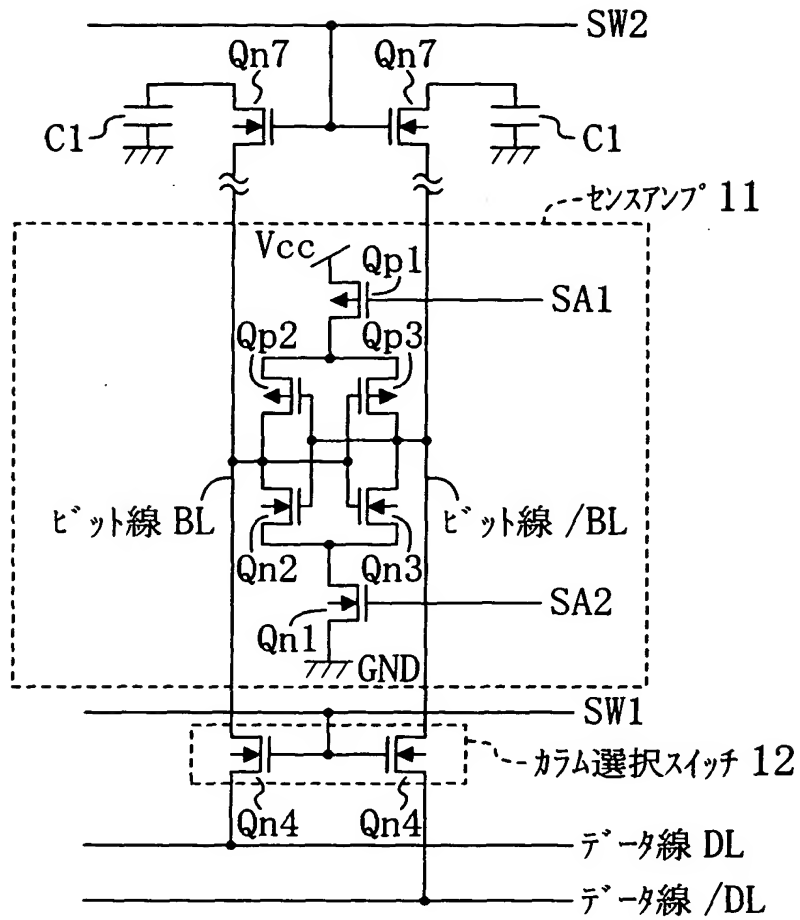 SW2
Qn7 Qn7
C1 C1
センスアンプ 11
Vcc
Qp1
SA1
Qp2 Qp3
ビット線 BL ビット線 /BL
Qn2 Qn3
SA2
Qn1
GND
SW1
カラム選択スイッチ 12
Qn4 Qn4
データ線 DL
データ線 /DL